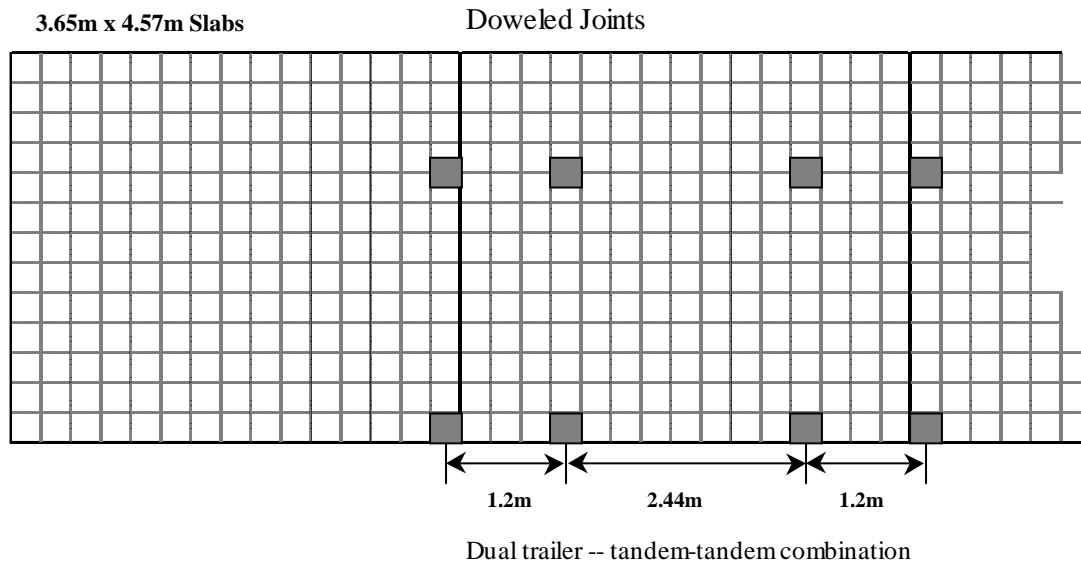 3.65m x 4.57m Slabs
Doweled Joints
1.2m
2.44m
1.2m
Dual trailer -- tandem-tandem combination